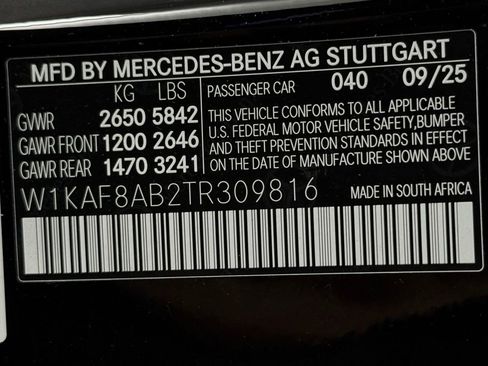 MFD BY MERCEDES-BENZ AG STUTTGART
KG LBS PASSENGER CAR 040 09/25
GVWR 2650 5842
GAWR FRONT 1200 2646
GAWR REAR 1470 3241
THIS VEHICLE CONFORMS TO ALL APPLICABLE
U.S. FEDERAL MOTOR VEHICLE SAFETY,BUMPER
AND THEFT PREVENTION STANDARDS IN EFFECT
ON THE DATE OF MANUFACTURE SHOWN ABOVE.
W1KAF8AB2TR309816
MADE IN SOUTH AFRICA